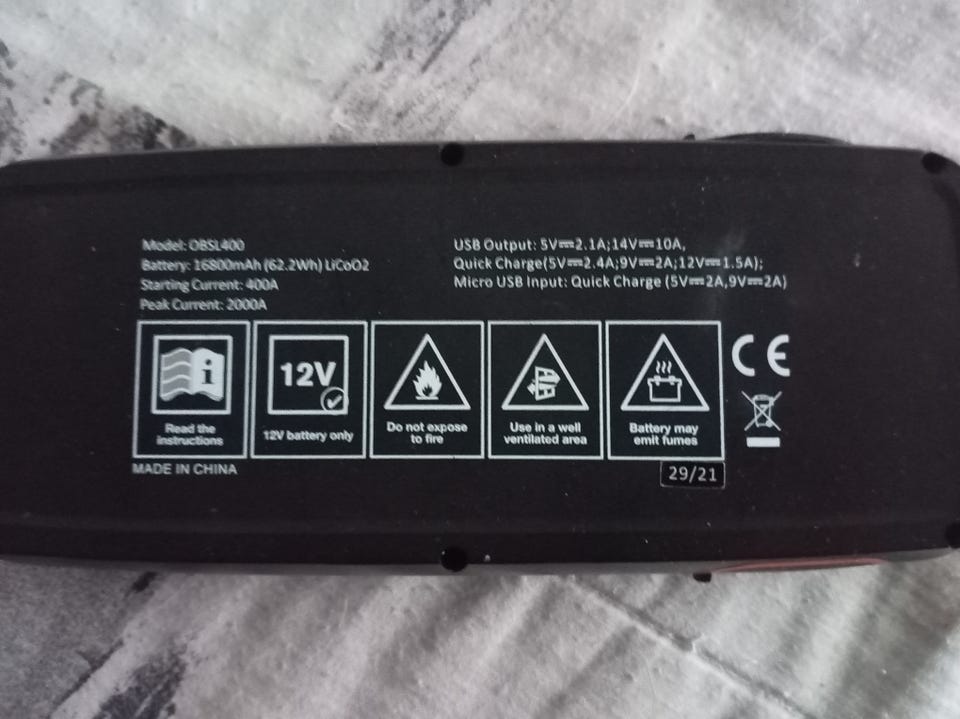 Model: OBSL400
Battery: 16800mAh (62.2Wh) LiCoO2
Starting Current: 400A
Peak Current: 2000A
USB Output: 5V⎓2.1A;14V⎓10A,
Quick Charge(5V⎓2.4A;9V⎓2A;12V⎓1.5A);
Micro USB Input: Quick Charge (5V⎓2A,9V⎓2A)
i
Read the
instructions
12V
12V battery only
Do not expose
to fire
Use in a well
ventilated area
Battery may
emit fumes
CE
MADE IN CHINA
29/21